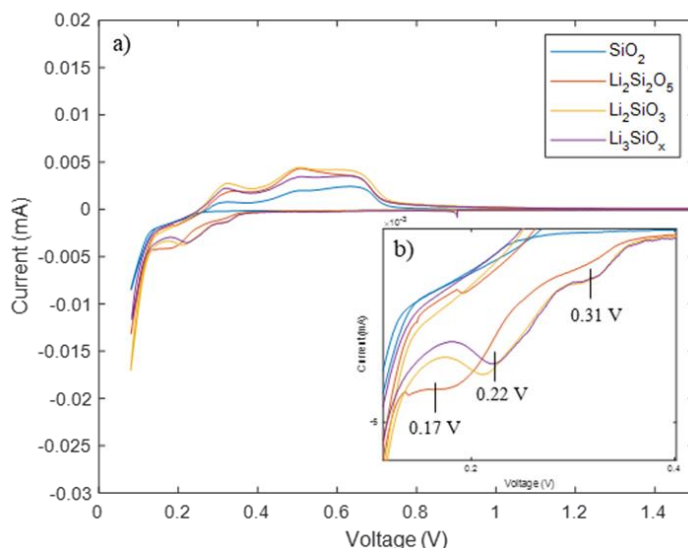 a)
SiO2
Li2Si2O5
Li2SiO3
Li3SiOx
0.02
0.015
0.01
0.005
0
-0.005
-0.01
-0.015
-0.02
-0.025
-0.03
Current (mA)
0 0.2 0.4 0.6 0.8 1 1.2 1.4
Voltage (V)
b)
Current(mA)
-5
0.31 V
0.22 V
0.17 V
0.2 0.4
Voltage (V)